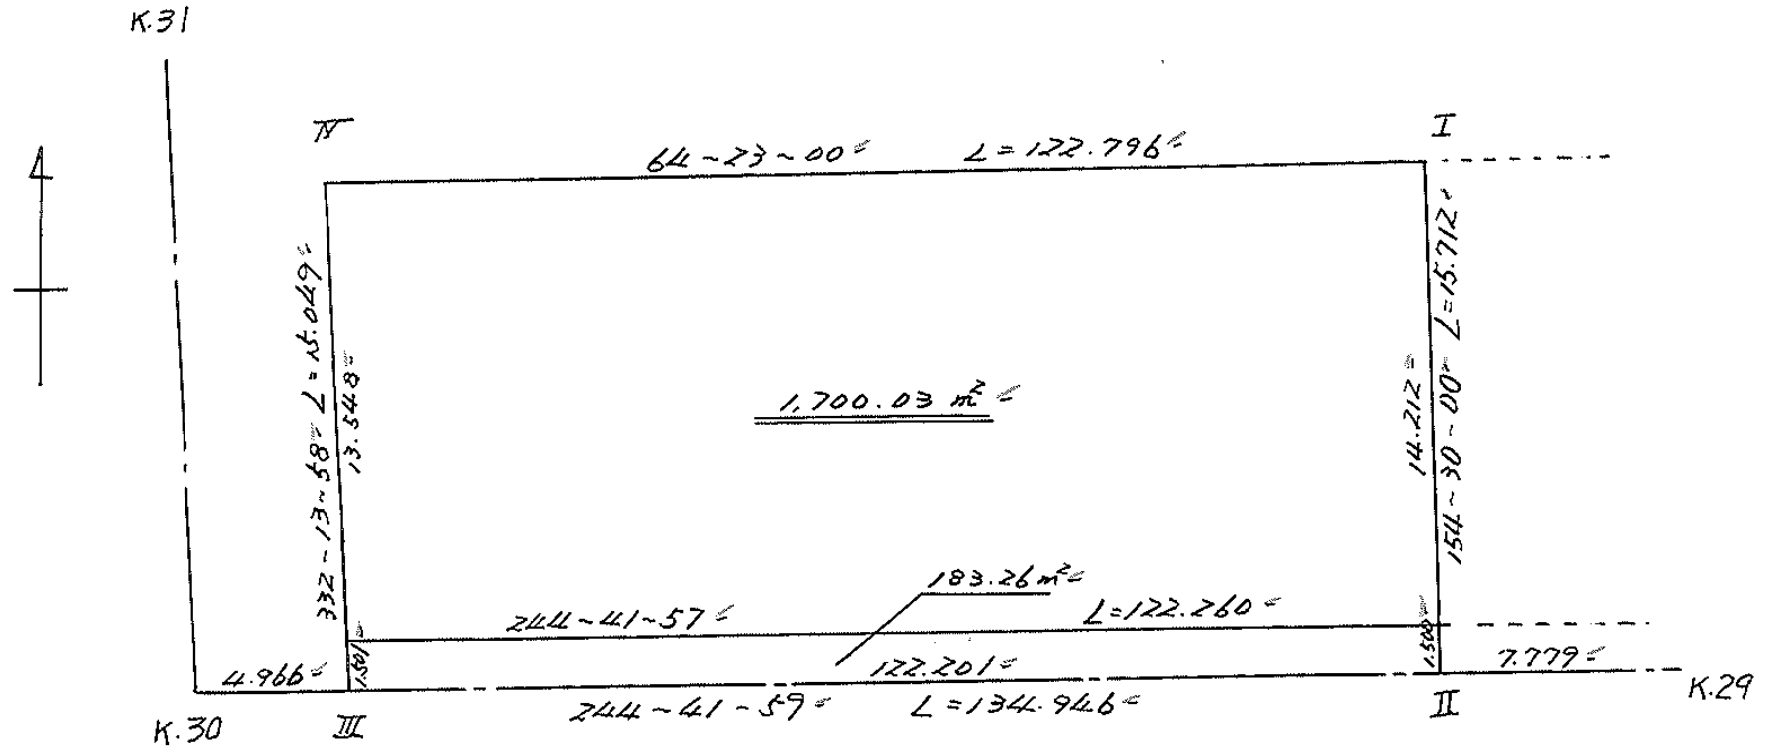 K.31
IV
I
64-23-00
L=122.796
332-13-58 L=15.049
13.548
1,700.03 m²
14.212
154-30-00 L=15.712
183.26 m²
244-41-57
L=122.260
1.501
1.500
4.966
122.201
7.779
K.30
III
244-41-59
L=134.946
II
K.29